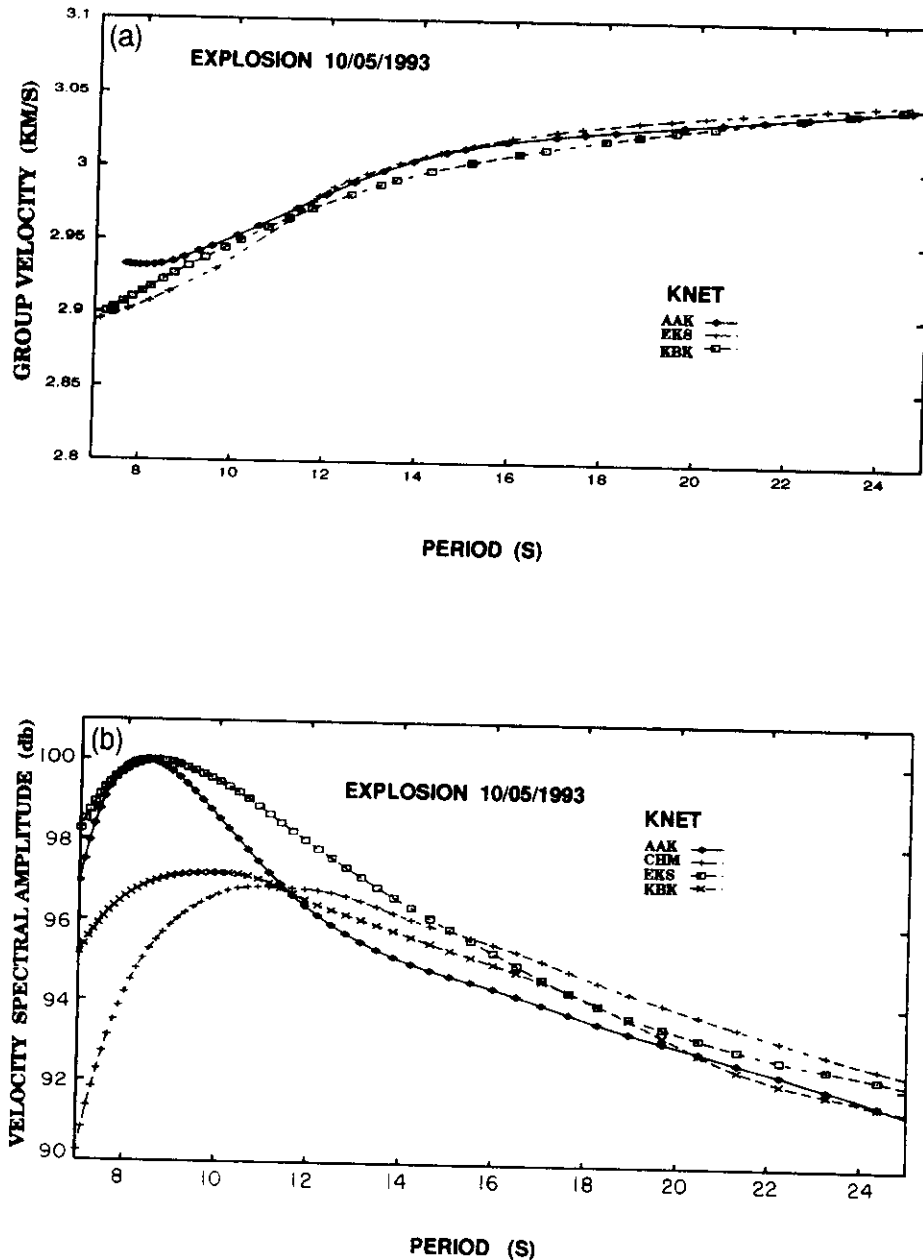 (a)
EXPLOSION 10/05/1993
GROUP VELOCITY (KM/S)
3.1
3.05
3
2.95
2.9
2.85
2.8
KNET
AAK
EKS
KBK
8 10 12 14 16 18 20 22 24
PERIOD (S)
(b)
EXPLOSION 10/05/1993
VELOCITY SPECTRAL AMPLITUDE (db)
100
98
96
94
92
90
KNET
AAK
CHM
EKS
KBK
8 10 12 14 16 18 20 22 24
PERIOD (S)